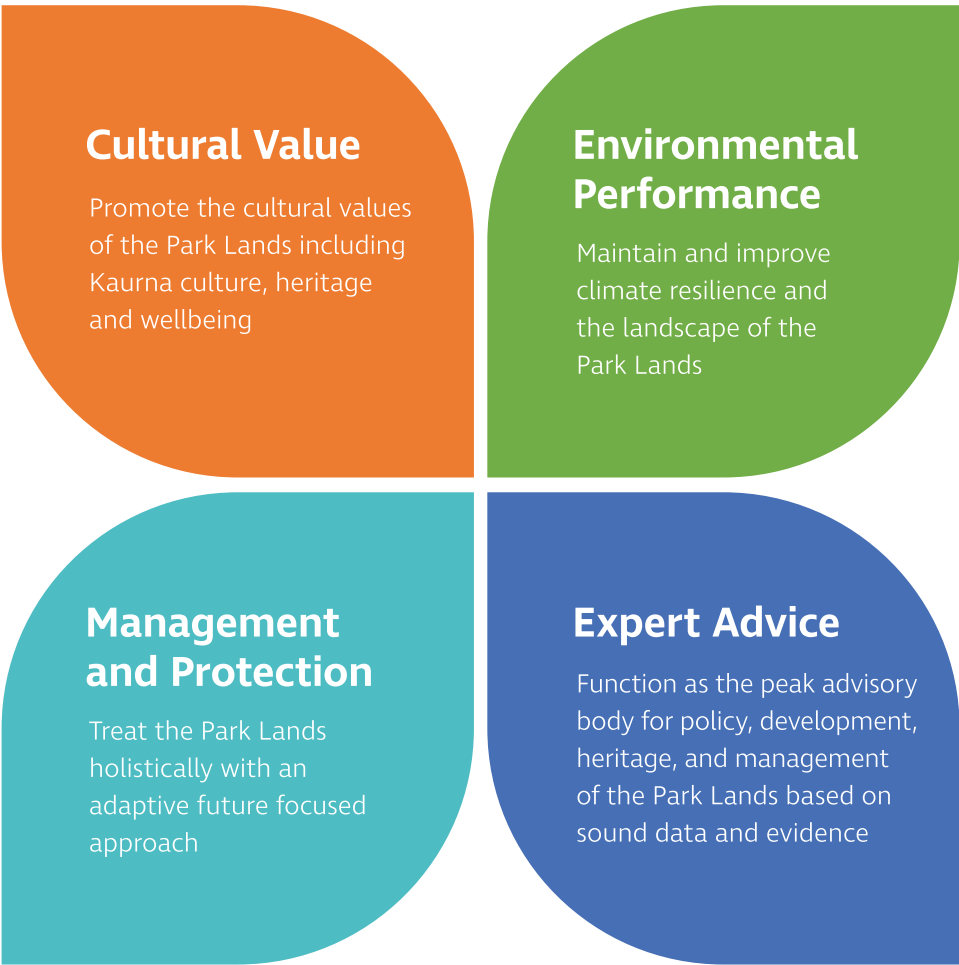 Cultural Value
Promote the cultural values
of the Park Lands including
Kaurna culture, heritage
and wellbeing
Environmental
Performance
Maintain and improve
climate resilience and
the landscape of the
Park Lands
Management
and Protection
Treat the Park Lands
holistically with an
adaptive future focused
approach
Expert Advice
Function as the peak advisory
body for policy, development,
heritage, and management
of the Park Lands based on
sound data and evidence